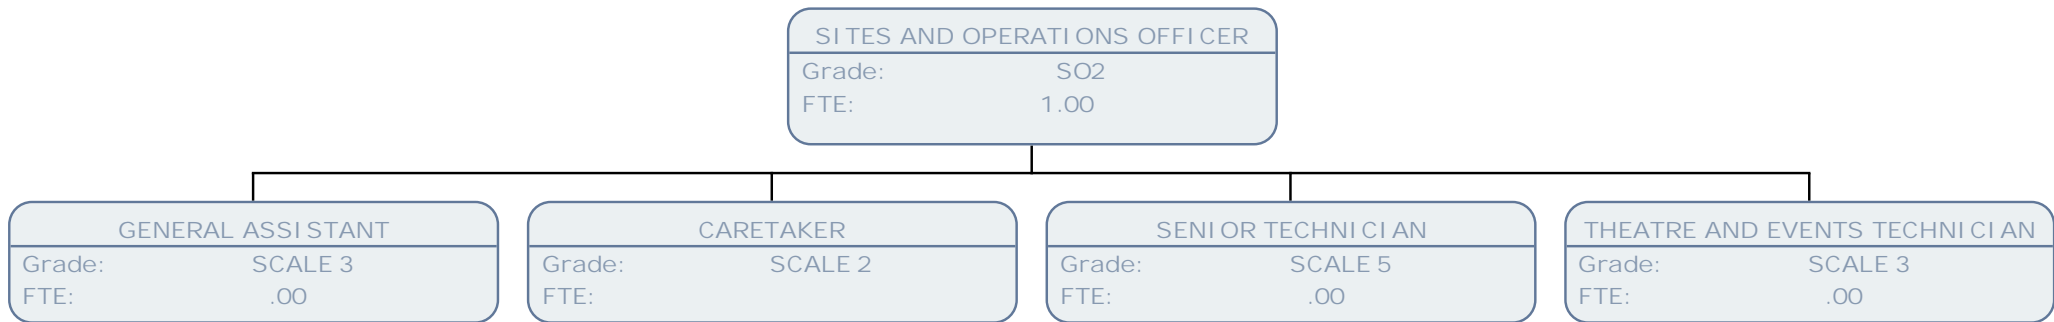 SITES AND OPERATIONS OFFICER
Grade: SO2
FTE: 1.00
GENERAL ASSISTANT
Grade: SCALE 3
FTE: .00
CARETAKER
Grade: SCALE 2
FTE:
SENIOR TECHNICIAN
Grade: SCALE 5
FTE: .00
THEATRE AND EVENTS TECHNICIAN
Grade: SCALE 3
FTE: .00